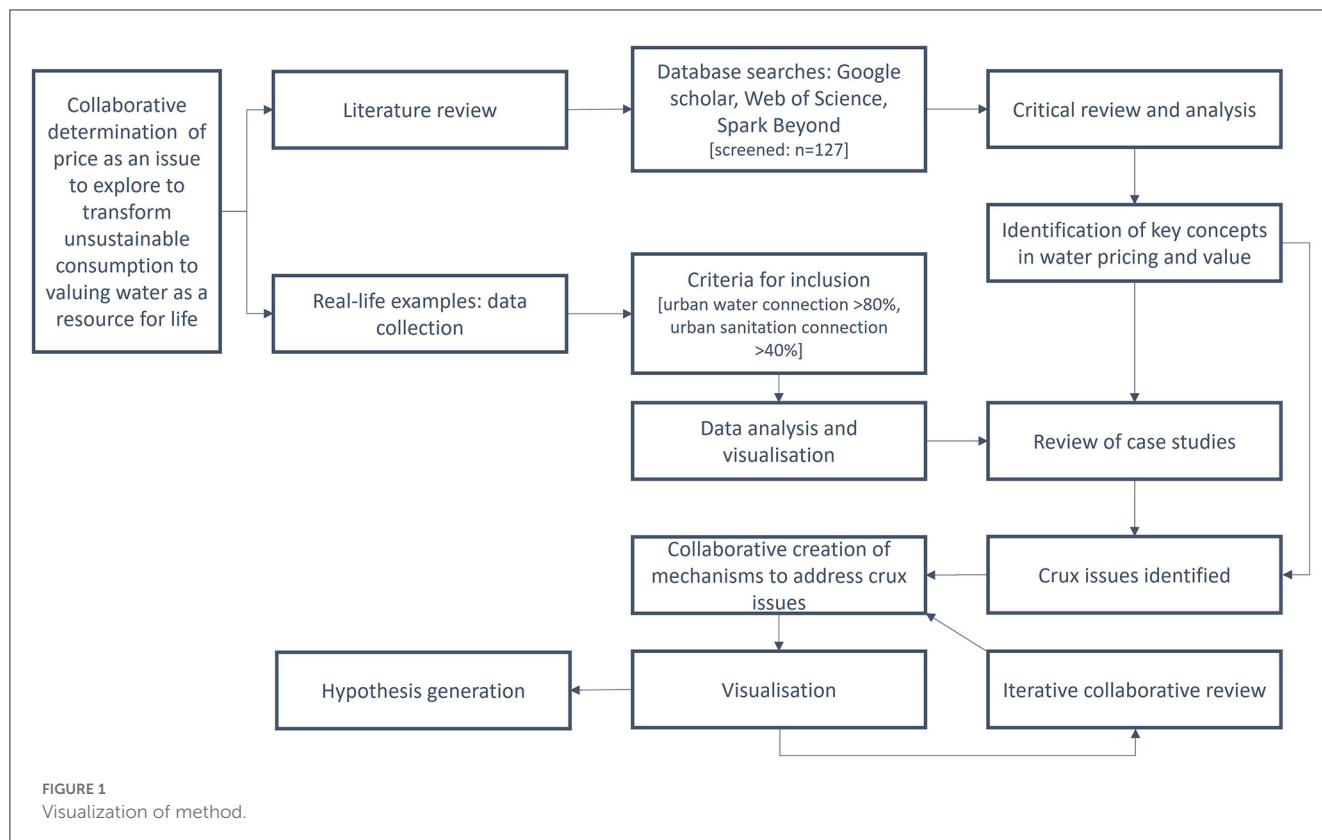 Collaborative
determination of
price as an issue
to explore to
transform
unsustainable
consumption to
valuing water as a
resource for life
Literature review
Database searches: Google
scholar, Web of Science,
Spark Beyond
[screened: n=127]
Critical review and analysis
Identification of key concepts
in water pricing and value
Real-life examples: data
collection
Criteria for inclusion
[urban water connection >80%,
urban sanitation connection
>40%]
Data analysis and
visualisation
Review of case studies
Collaborative creation of
mechanisms to address crux
issues
Crux issues identified
Hypothesis generation
Visualisation
Iterative collaborative review
FIGURE 1
Visualization of method.